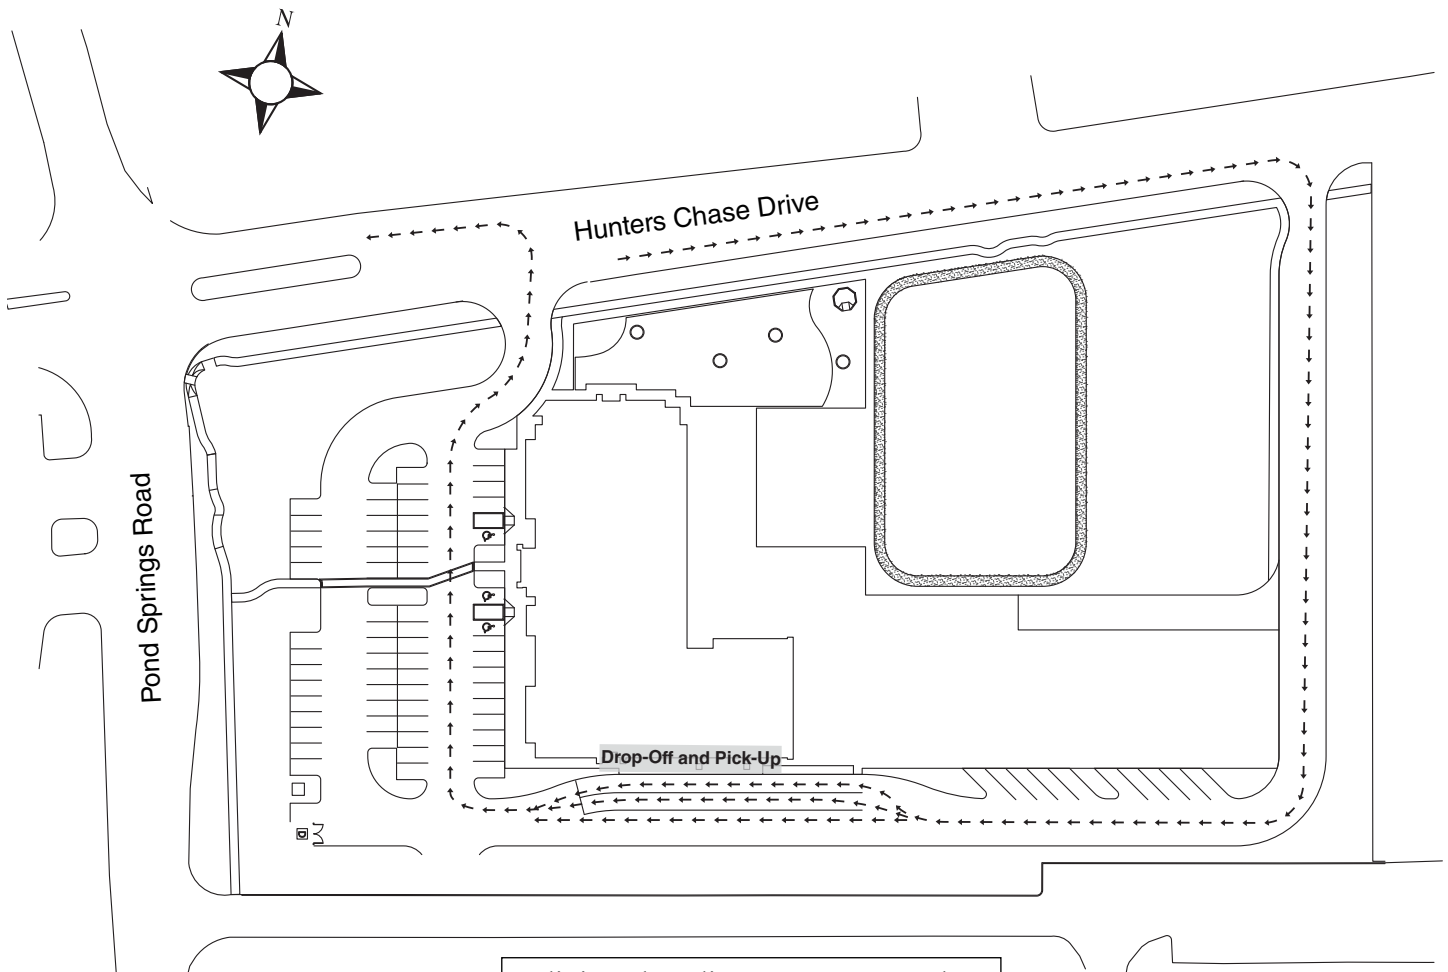 N
Hunters Chase Drive
Pond Springs Road
Drop-Off and Pick-Up
D